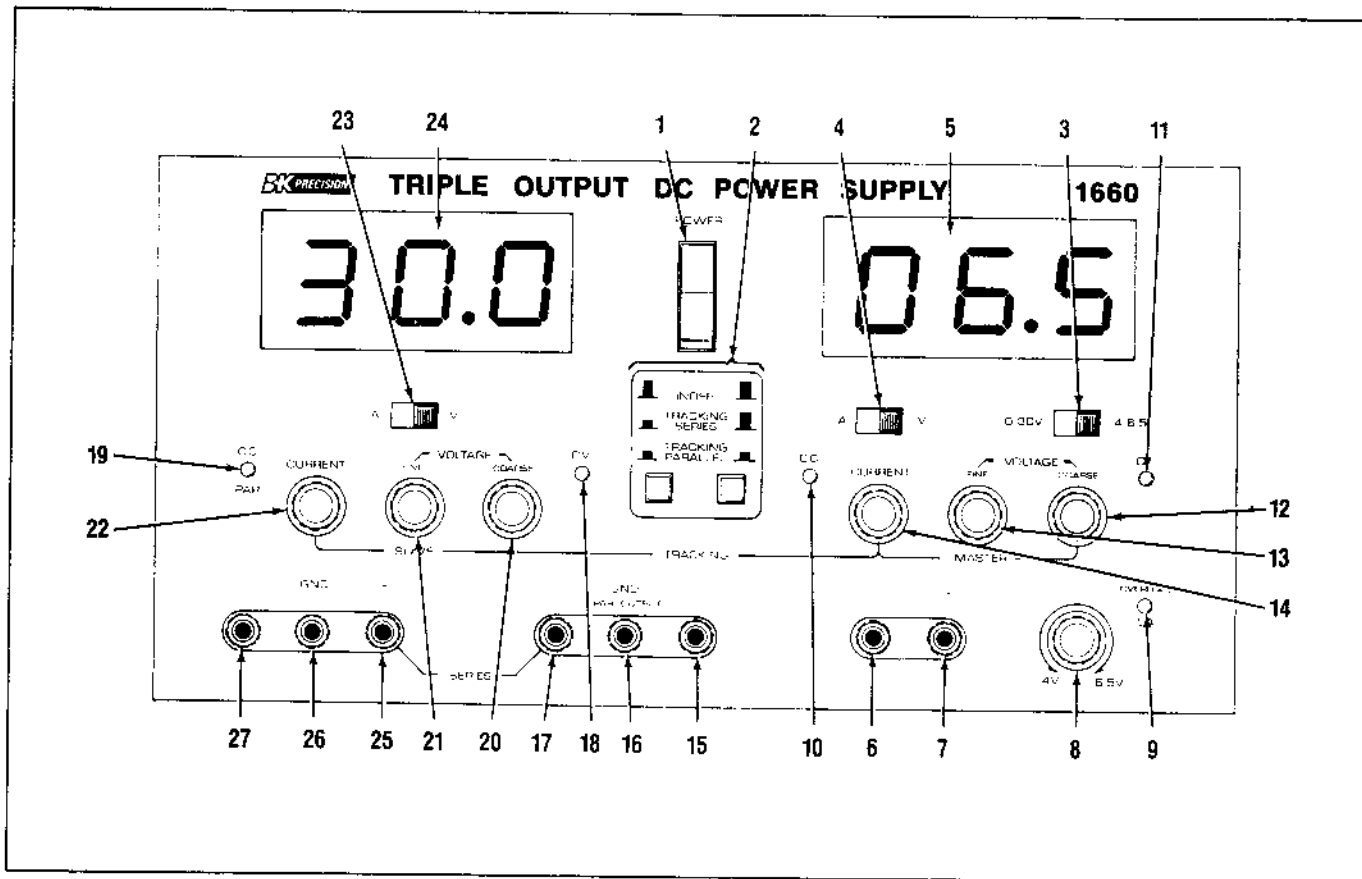 23 24 1 2 4 5 3 11
BK PRECISION TRIPLE OUTPUT DC POWER SUPPLY 1660
POWER
30.0 06.5
TRACKING SERIES
TRACKING PARALLEL
A V
A V
19
CURRENT VOLTAGE COARSE
22
CURRENT FINE VOLTAGE COARSE
12
13
TRACKING MASTER
14
GND
SERIES
4V 6.5V
27 26 25 21 20 17 18 16 15 10 6 7 8 9